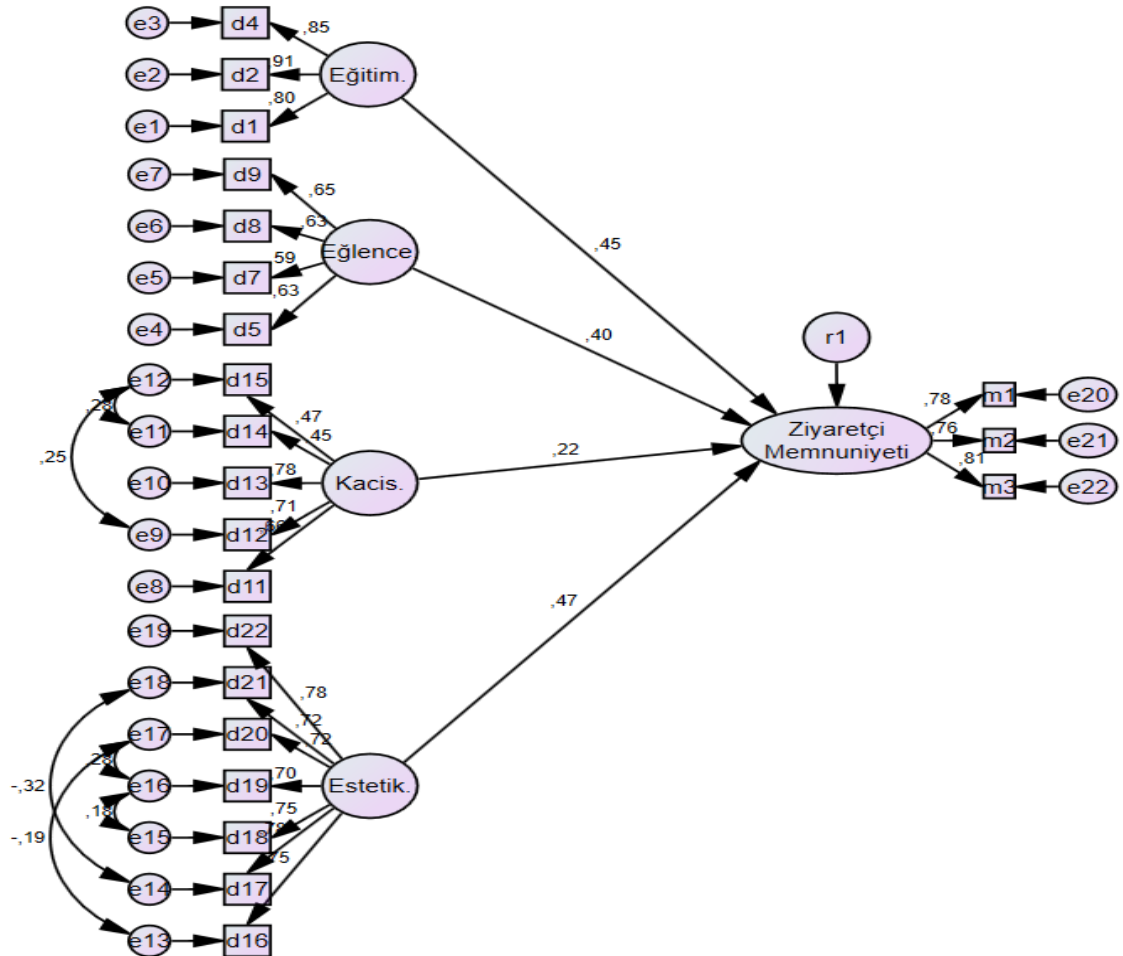 e3 d4 ,85
e2 d2 ,91 Eğitim.
e1 d1 ,80
e7 d9 ,65
e6 d8 ,63 Eğlence
e5 d7 59
e4 d5 ,63
,45
,40
r1
e12 d15 ,47
,28
e11 d14 ,45
,25
e10 d13 ,78 Kacis.
e9 d12 ,71
e8 d11
,22
Ziyaretçi
Memnuniyeti
,78 m1 e20
,76 m2 e21
,81 m3 e22
,47
e19 d22 ,78
e18 d21 ,72
e17 d20 ,72
,28
-,32
e16 d19 ,70 Estetik.
,18
-,19
e15 d18 ,75
e14 d17
e13 d16 75